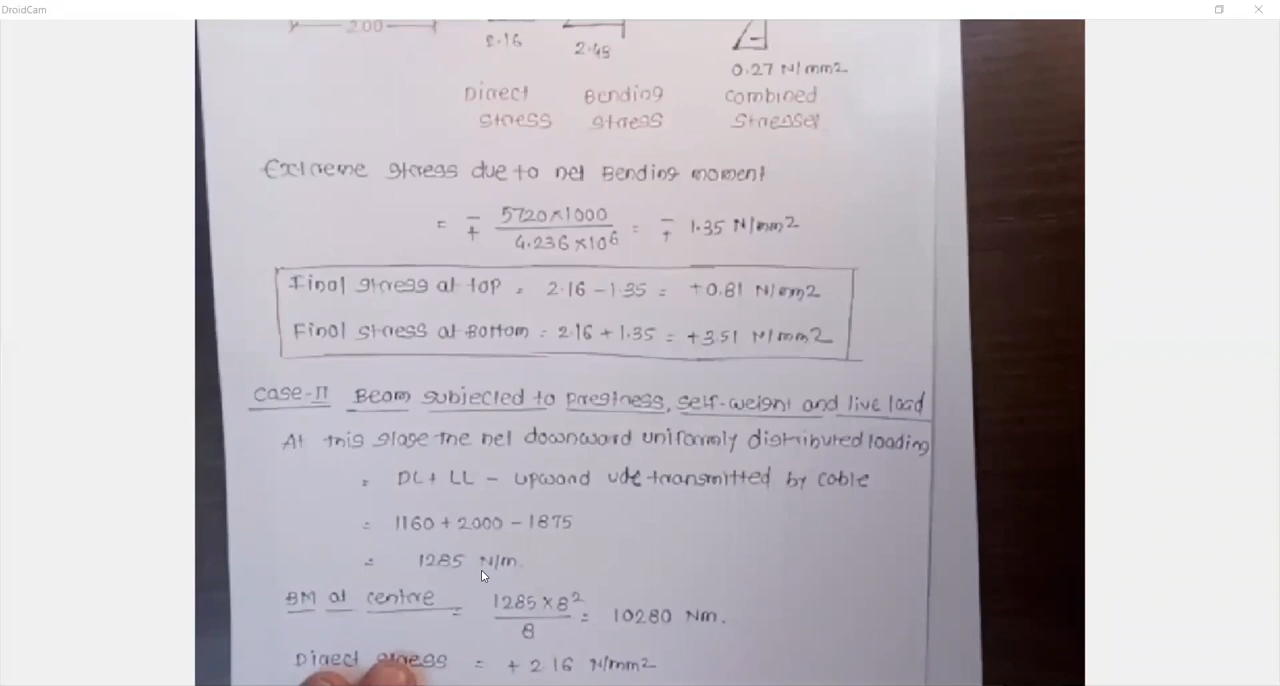 DroidCam
2.00
2.16
2.43
0.27 N/mm2
Direct Bending Combined
Stress Stress Stresses
Extreme stress due to net Bending moment
= ∓ 5720×1000 / 4.236×10⁶ = ∓ 1.35 N/mm2
Final stress at top = 2.16 - 1.35 = +0.81 N/mm2
Final stress at Bottom = 2.16 + 1.35 = +3.51 N/mm2
Case-II Beam subjected to prestress, self-weight and live load
At this stage the net downward uniformly distributed loading
= DL + LL - upward udl transmitted by cable
= 1160 + 2000 - 1875
= 1285 N/m.
BM at centre = 1285 × 8² / 8 = 10280 Nm.
Direct stress = + 2.16 N/mm2